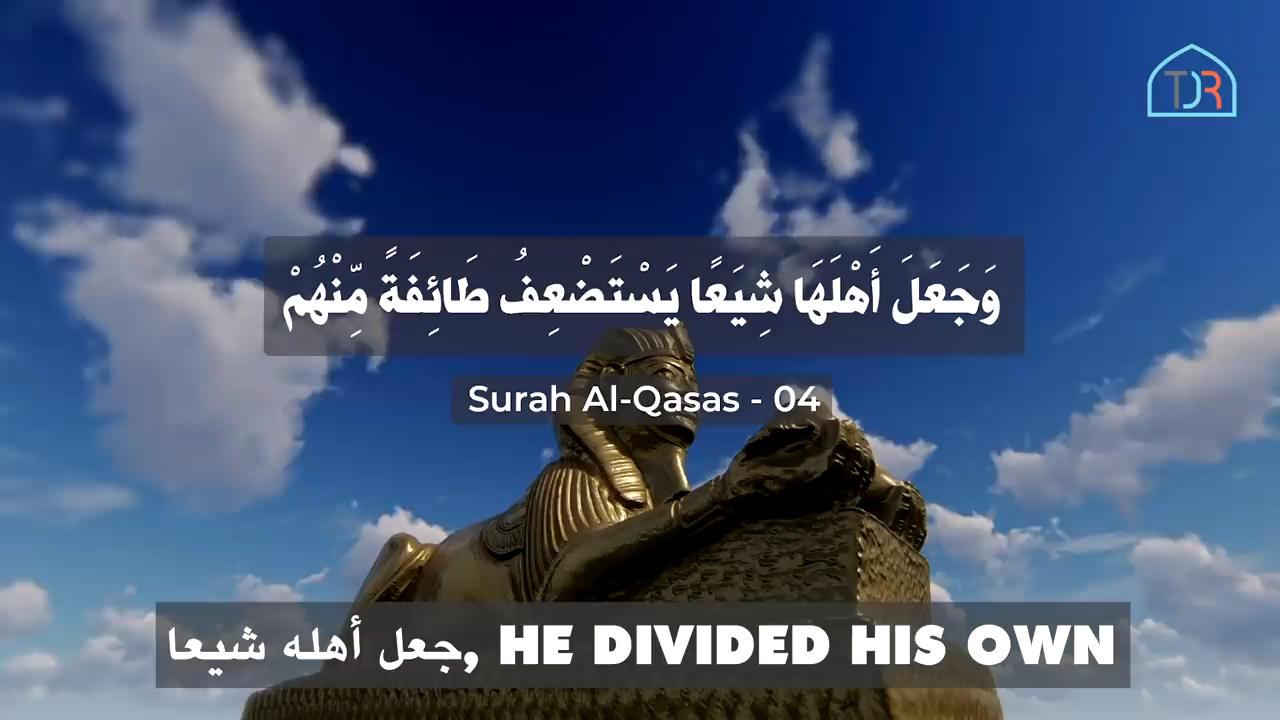 TDR
وَجَعَلَ أَهْلَهَا شِيَعًا يَسْتَضْعِفُ طَائِفَةً مِّنْهُمْ
Surah Al-Qasas - 04
جعل أهله شيعا, HE DIVIDED HIS OWN